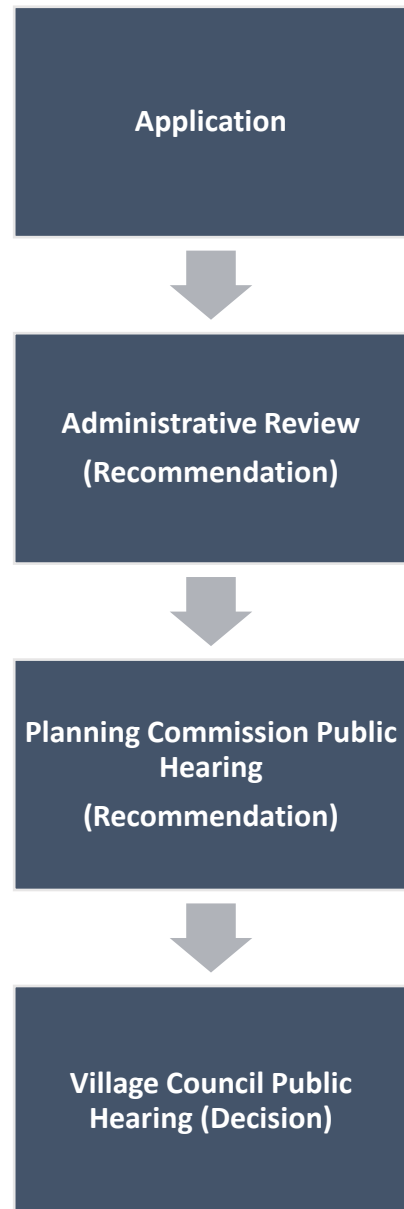 Application
Administrative Review
(Recommendation)
Planning Commission Public
Hearing
(Recommendation)
Village Council Public
Hearing (Decision)